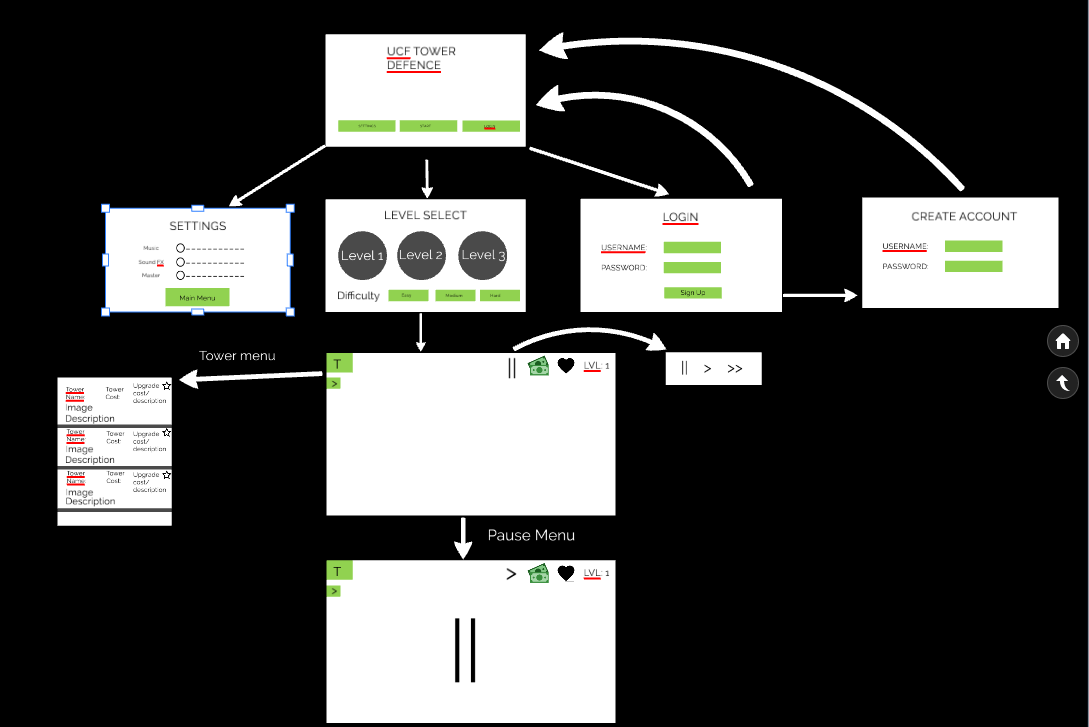 UCF TOWER
DEFENCE
SETTINGS
START
LOGIN
SETTINGS
Music
Sound FX
Master
Main Menu
LEVEL SELECT
Level 1
Level 2
Level 3
Difficulty
Easy
Medium
Hard
LOGIN
USERNAME:
PASSWORD:
Sign Up
CREATE ACCOUNT
USERNAME:
PASSWORD:
Tower menu
Tower
Name:
Image
Description
Tower
Cost:
Upgrade
cost/
description
Tower
Name:
Image
Description
Tower
Cost:
Upgrade
cost/
description
Tower
Name:
Image
Description
Tower
Cost:
Upgrade
cost/
description
T
>
||
LVL: 1
|| > >>
Pause Menu
T
>
>
LVL: 1
||